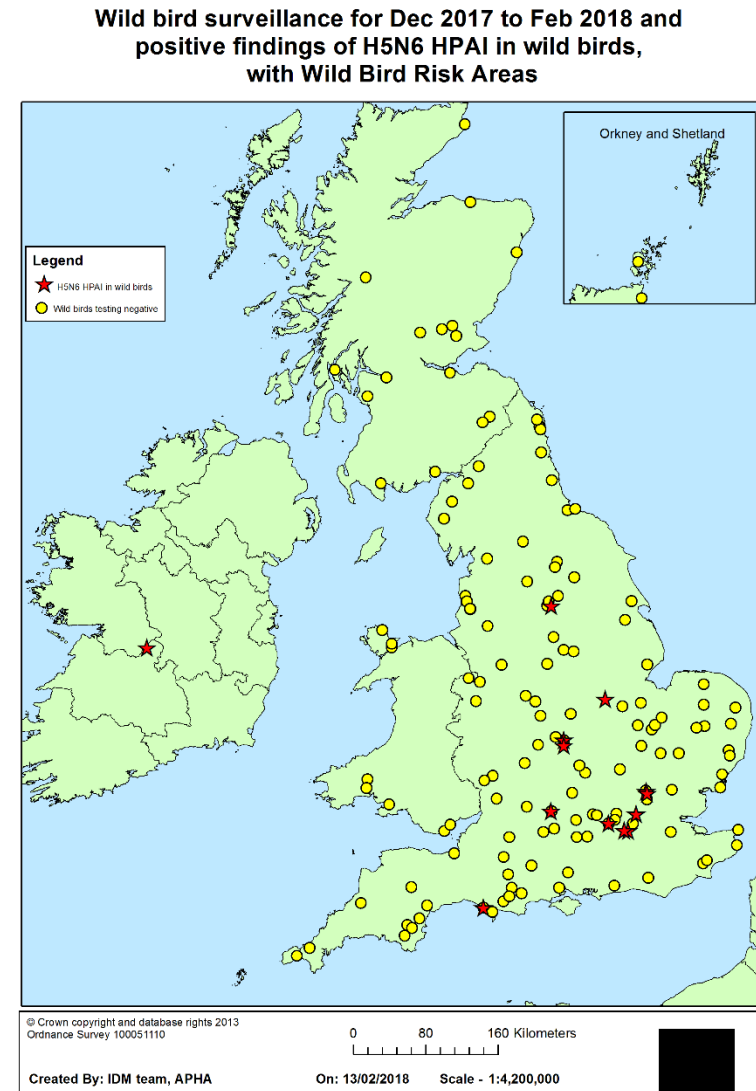 Wild bird surveillance for Dec 2017 to Feb 2018 and
positive findings of H5N6 HPAI in wild birds,
with Wild Bird Risk Areas
Orkney and Shetland
Legend
H5N6 HPAI in wild birds
Wild birds testing negative
© Crown copyright and database rights 2013
Ordnance Survey 100051110
0 80 160 Kilometers
Created By: IDM team, APHA On: 13/02/2018 Scale - 1:4,200,000